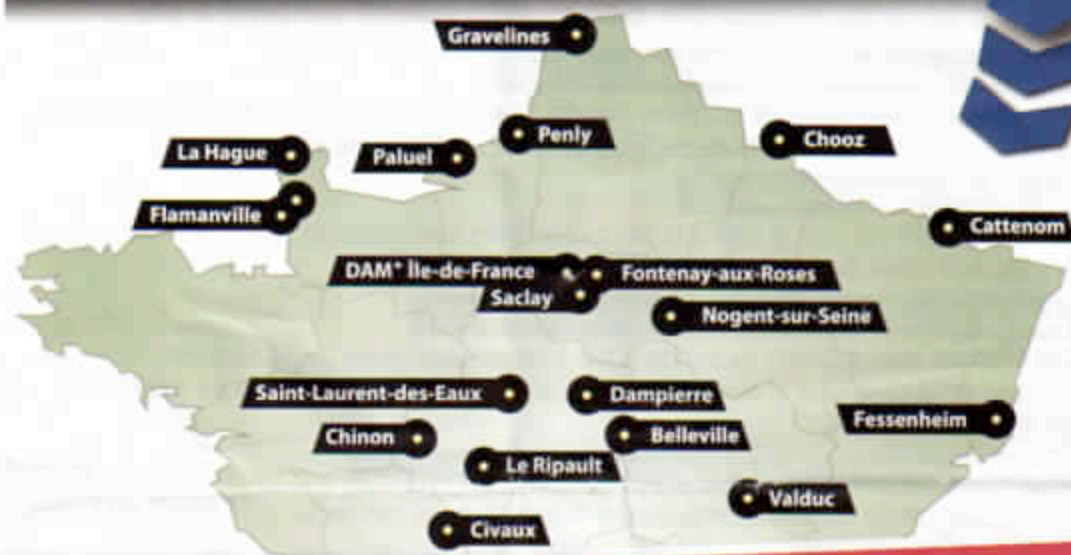 Gravelines
Penly
Chooz
La Hague
Paluel
Flamanville
Cattenom
DAM* Île-de-France
Fontenay-aux-Roses
Saclay
Nogent-sur-Seine
Saint-Laurent-des-Eaux
Dampierre
Fessenheim
Chinon
Belleville
Le Ripault
Valduc
Civaux